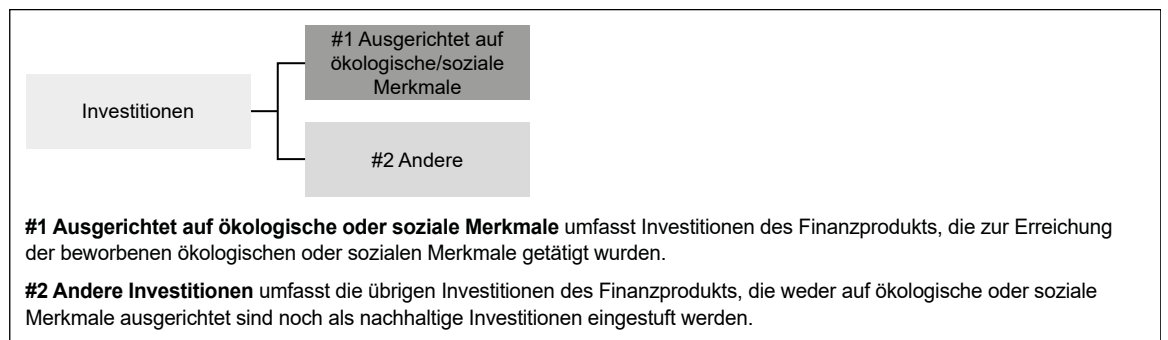 #1 Ausgerichtet auf
ökologische/soziale
Merkmale
Investitionen
#2 Andere
#1 Ausgerichtet auf ökologische oder soziale Merkmale umfasst Investitionen des Finanzprodukts, die zur Erreichung
der beworbenen ökologischen oder sozialen Merkmale getätigt wurden.
#2 Andere Investitionen umfasst die übrigen Investitionen des Finanzprodukts, die weder auf ökologische oder soziale
Merkmale ausgerichtet sind noch als nachhaltige Investitionen eingestuft werden.